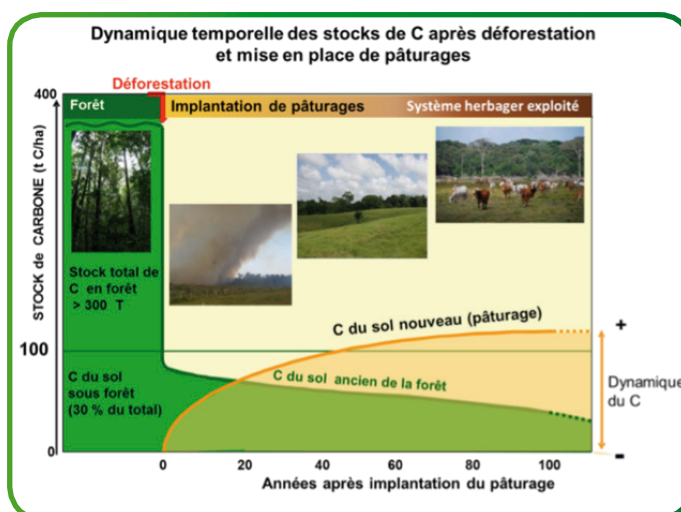 Dynamique temporelle des stocks de C après déforestation
et mise en place de pâturages
Déforestation
400
Forêt
Implantation de pâturages
Système herbager exploité
STOCK de CARBONE (t C/ha)
Stock total de
C en forêt
> 300 T
C du sol nouveau (pâturage)
+
100
C du sol
sous forêt
(30 % du total)
C du sol ancien de la forêt
Dynamique
du C
0
-
0
20
40
60
80
100
Années après implantation du pâturage